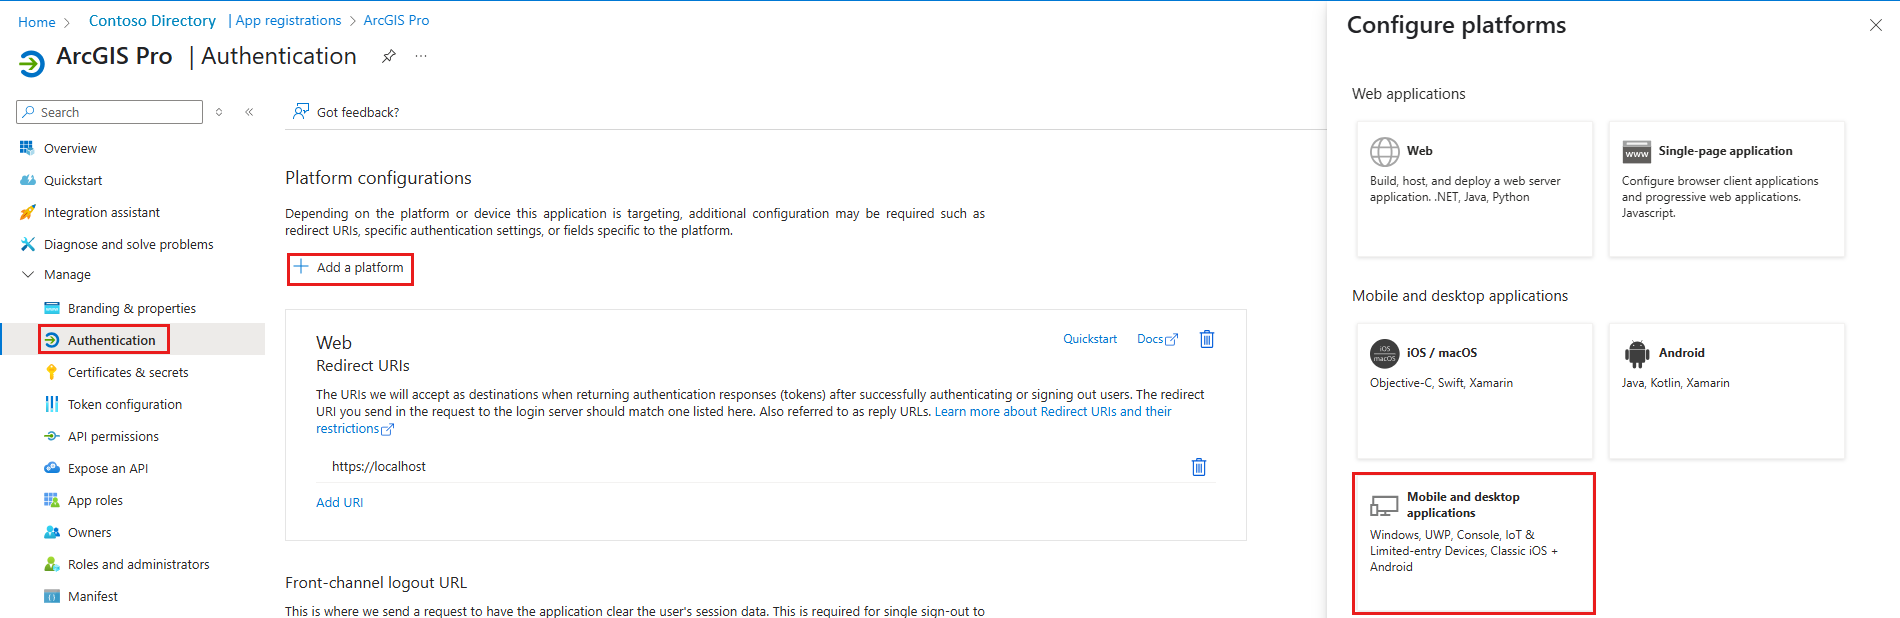 Home > Contoso Directory | App registrations > ArcGIS Pro
ArcGIS Pro | Authentication
Search
Overview
Quickstart
Integration assistant
Diagnose and solve problems
Manage
Branding & properties
Authentication
Certificates & secrets
Token configuration
API permissions
Expose an API
App roles
Owners
Roles and administrators
Manifest
Got feedback?
Platform configurations
Depending on the platform or device this application is targeting, additional configuration may be required such as
redirect URIs, specific authentication settings, or fields specific to the platform.
Add a platform
Web
Quickstart Docs
Redirect URIs
The URIs we will accept as destinations when returning authentication responses (tokens) after successfully authenticating or signing out users. The redirect
URI you send in the request to the login server should match one listed here. Also referred to as reply URLs. Learn more about Redirect URIs and their
restrictions
https://localhost
Add URI
Front-channel logout URL
This is where we send a request to have the application clear the user's session data. This is required for single sign-out to
Configure platforms
Web applications
Web
Build, host, and deploy a web server
application. .NET, Java, Python
www
Single-page application
Configure browser client applications
and progressive web applications.
Javascript.
Mobile and desktop applications
iOS
macOS
iOS / macOS
Objective-C, Swift, Xamarin
Android
Java, Kotlin, Xamarin
Mobile and desktop
applications
Windows, UWP, Console, IoT &
Limited-entry Devices, Classic iOS +
Android